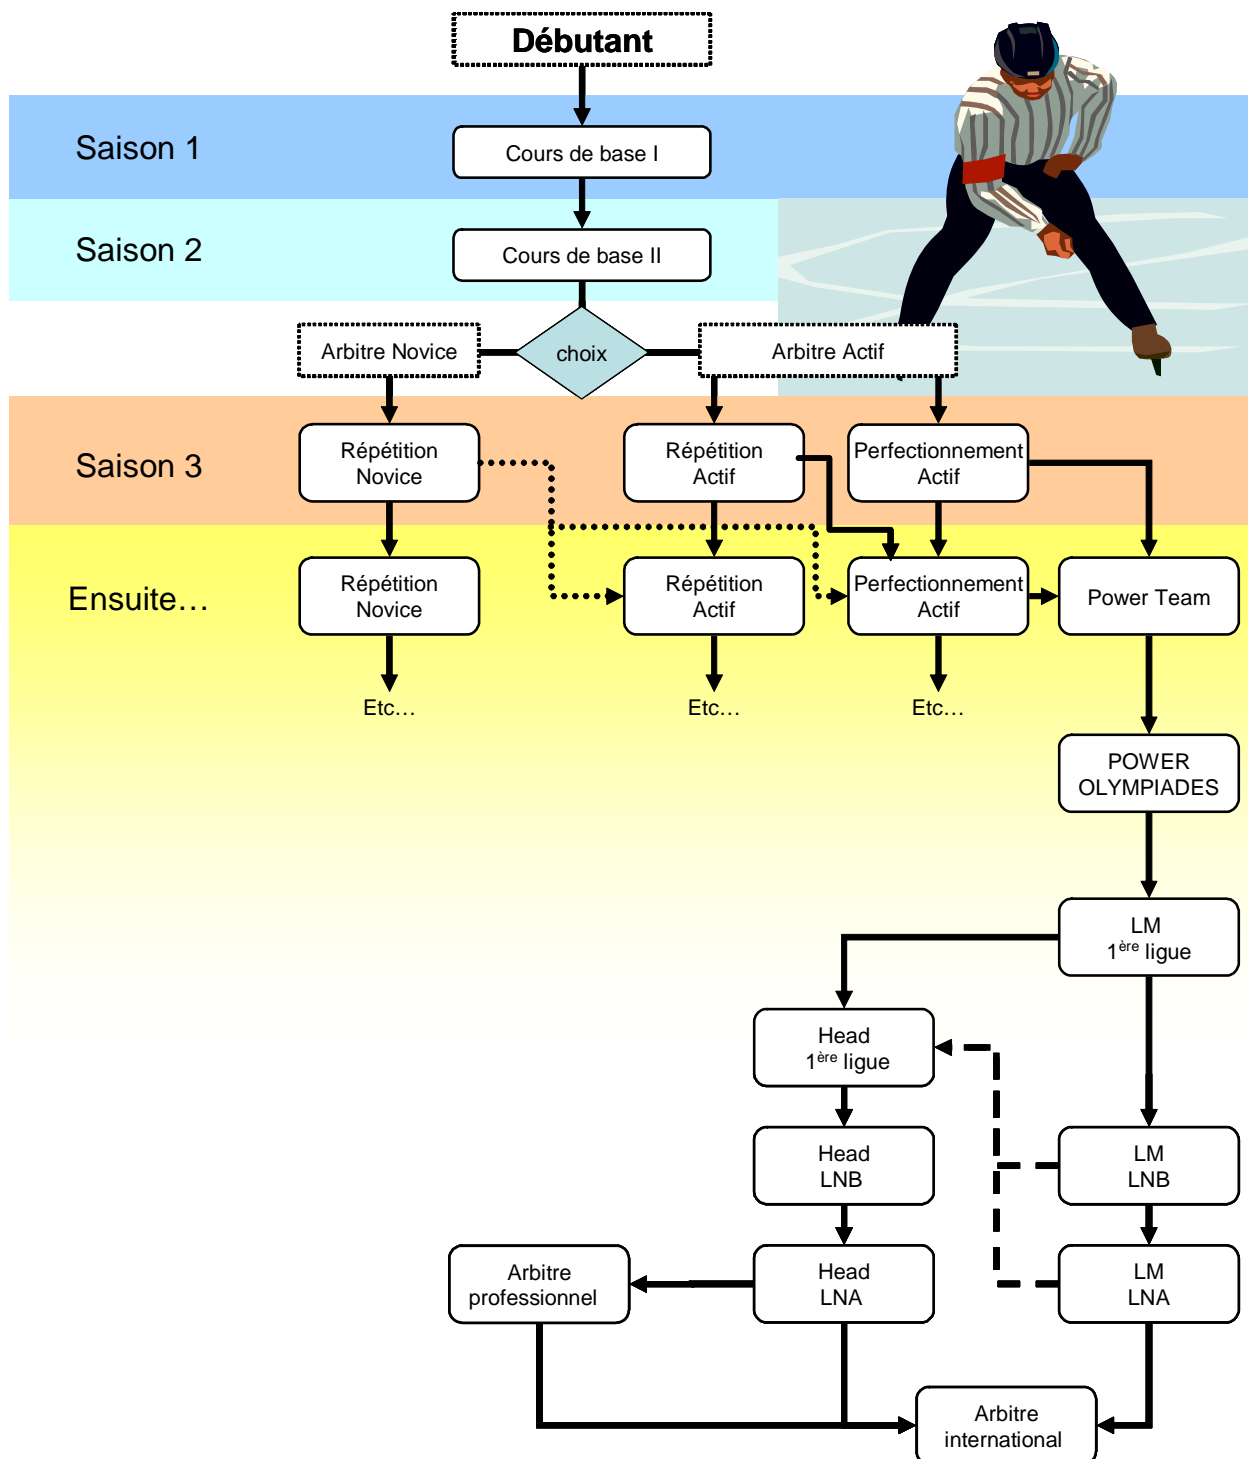 Débutant
Saison 1
Cours de base I
Saison 2
Cours de base II
Arbitre Novice
choix
Arbitre Actif
Saison 3
Répétition
Novice
Répétition
Actif
Perfectionnement
Actif
Ensuite…
Répétition
Novice
Répétition
Actif
Perfectionnement
Actif
Power Team
Etc…
Etc…
Etc…
POWER
OLYMPIADES
LM
1ère ligue
Head
1ère ligue
Head
LNB
LM
LNB
Arbitre
professionnel
Head
LNA
LM
LNA
Arbitre
international